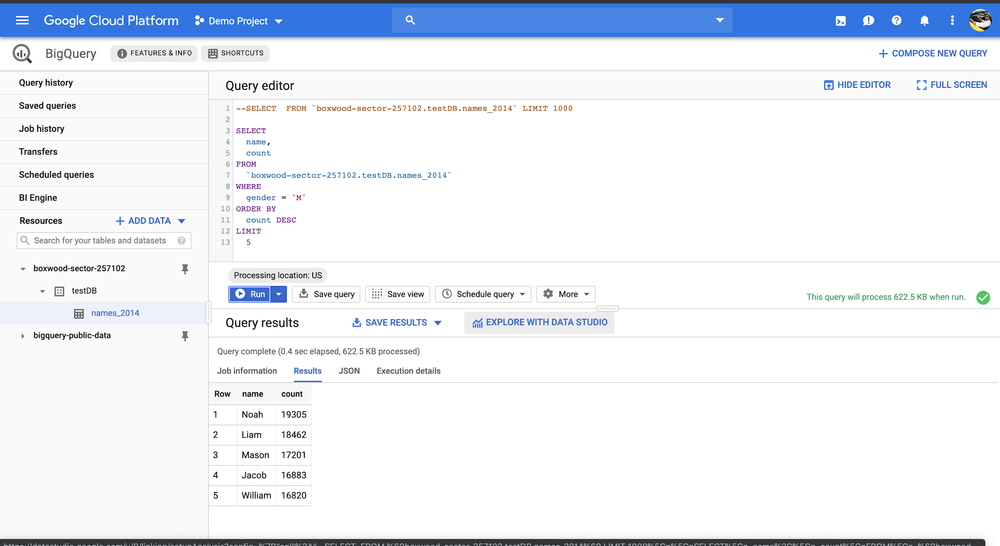 Google Cloud Platform Demo Project
BigQuery FEATURES & INFO SHORTCUTS COMPOSE NEW QUERY
Query history
Saved queries
Job history
Transfers
Scheduled queries
BI Engine
Resources ADD DATA
Search for your tables and datasets
boxwood-sector-257102
testDB
names_2014
bigquery-public-data
Query editor HIDE EDITOR FULL SCREEN
1 --SELECT  FROM `boxwood-sector-257102.testDB.names_2014` LIMIT 1000
2
3 SELECT
4   name,
5   count
6 FROM
7   `boxwood-sector-257102.testDB.names_2014`
8 WHERE
9   gender = 'M'
10 ORDER BY
11   count DESC
12 LIMIT
13   5
Processing location: US
Run Save query Save view Schedule query More This query will process 622.5 KB when run.
Query results SAVE RESULTS EXPLORE WITH DATA STUDIO
Query complete (0.4 sec elapsed, 622.5 KB processed)
Job information Results JSON Execution details
Row name count
1 Noah 19305
2 Liam 18462
3 Mason 17201
4 Jacob 16883
5 William 16820